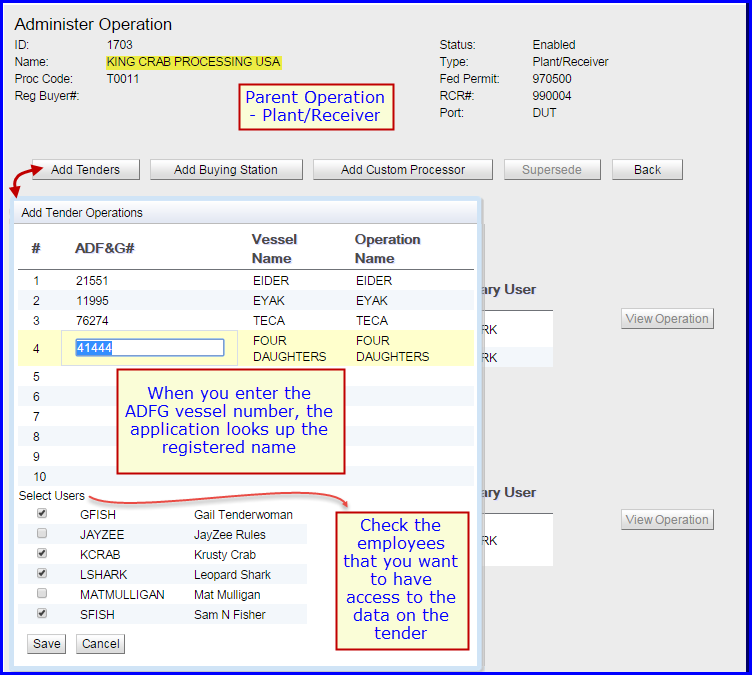 Administer Operation
ID: 1703 Status: Enabled
Name: KING CRAB PROCESSING USA Type: Plant/Receiver
Proc Code: T0011 Fed Permit: 970500
Reg Buyer#: RCR#: 990004
Port: DUT
Parent Operation
- Plant/Receiver
Add Tenders Add Buying Station Add Custom Processor Supersede Back
Add Tender Operations
# ADF&G# Vessel Name Operation Name
1 21551 EIDER EIDER
2 11995 EYAK EYAK
3 76274 TECA TECA
4 41444 FOUR DAUGHTERS FOUR DAUGHTERS
5
6
7
8
9
10
ary User
RK
RK
View Operation
When you enter the
ADFG vessel number, the
application looks up the
registered name
Select Users
GFISH Gail Tenderwoman
JAYZEE JayZee Rules
KCRAB Krusty Crab
LSHARK Leopard Shark
MATMULLIGAN Mat Mulligan
SFISH Sam N Fisher
Save Cancel
ary User
RK
View Operation
Check the
employees
that you want
to have
access to the
data on the
tender